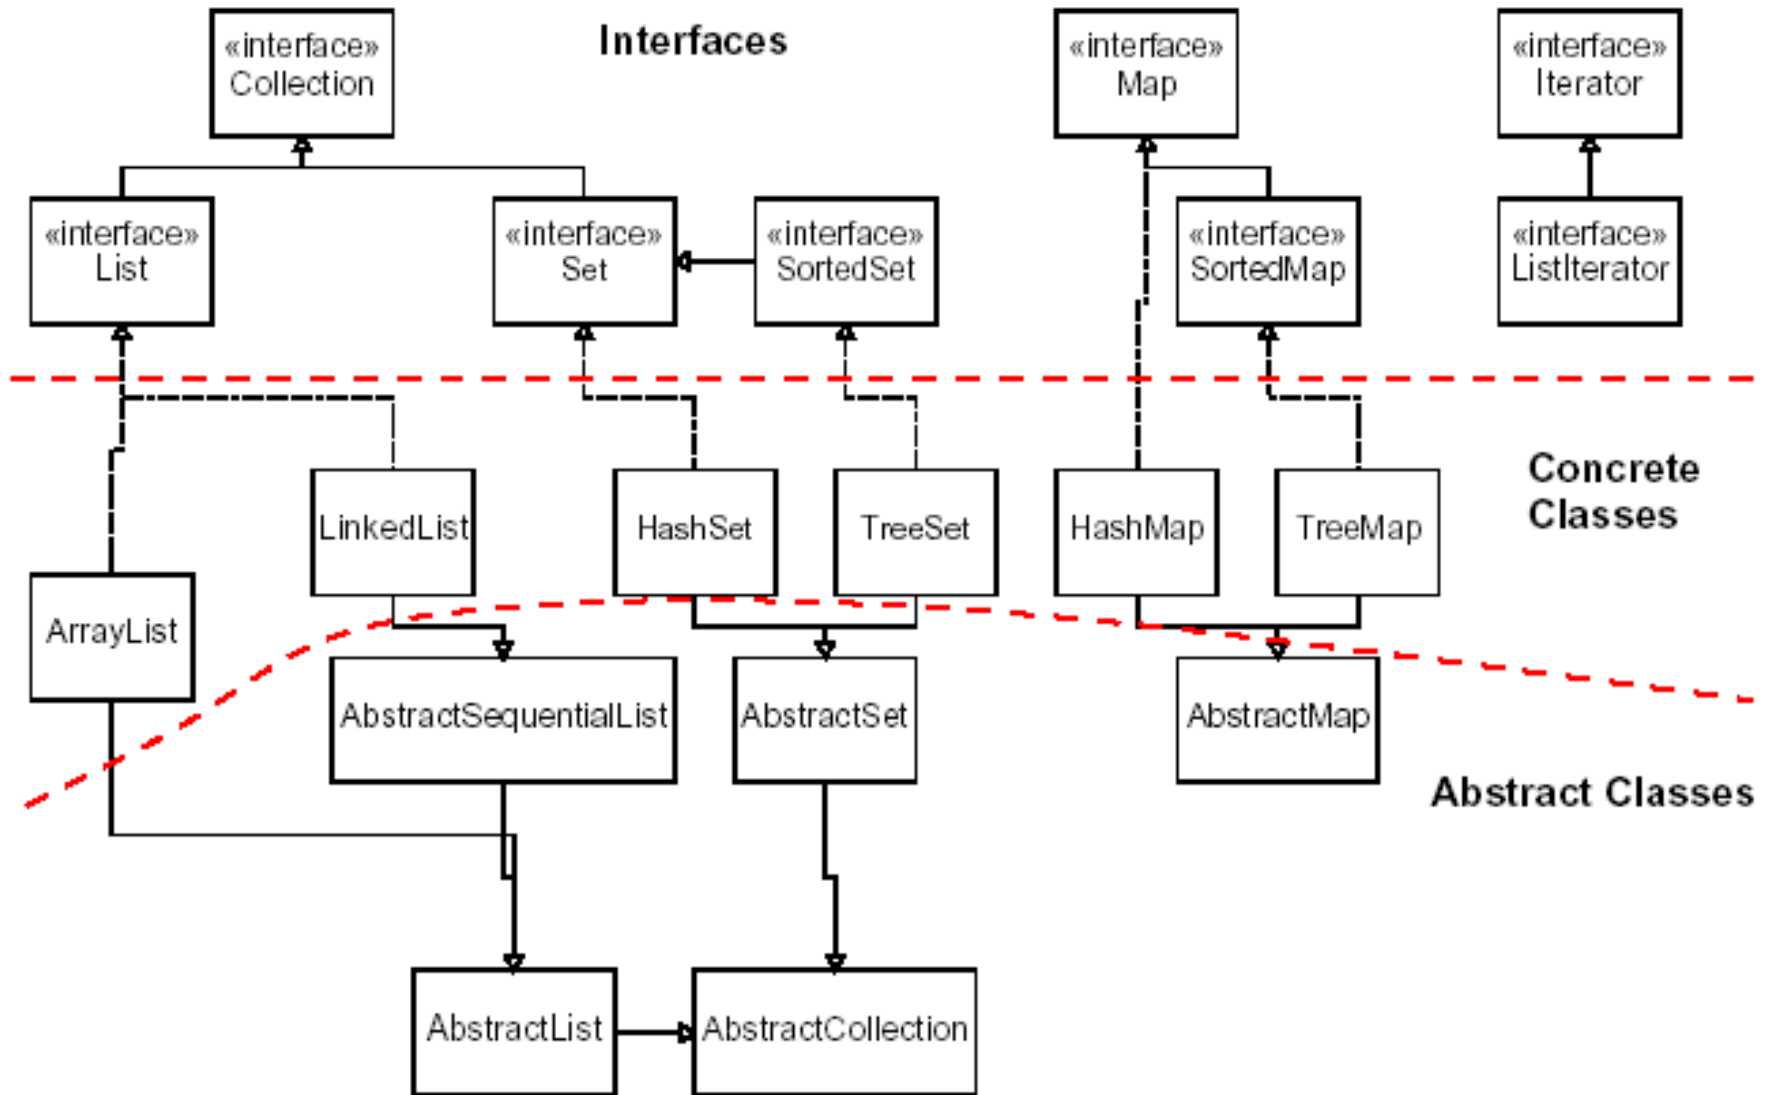 «interface»
Collection
Interfaces
«interface»
Map
«interface»
Iterator
«interface»
List
«interface»
Set
«interface»
SortedSet
«interface»
SortedMap
«interface»
ListIterator
Concrete
Classes
LinkedList
HashSet
TreeSet
HashMap
TreeMap
ArrayList
AbstractSequentialList
AbstractSet
AbstractMap
Abstract Classes
AbstractList
AbstractCollection